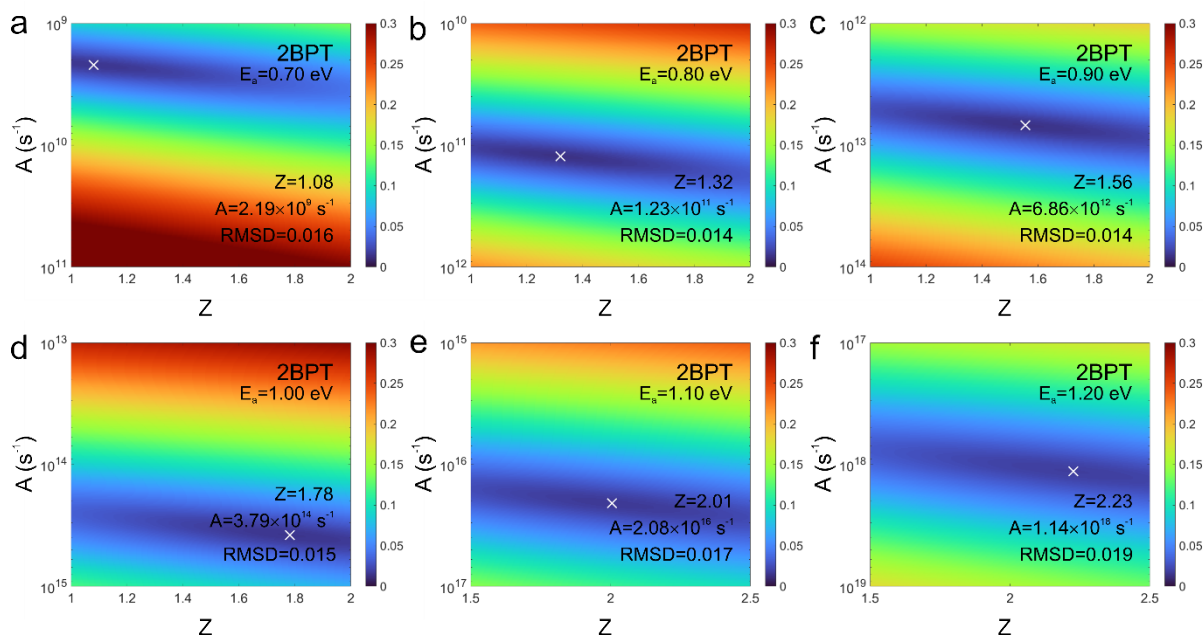 a
2BPT
Eₐ=0.70 eV
Z=1.08
A=2.19×10⁹ s⁻¹
RMSD=0.016
A (s⁻¹)
10⁹
10¹⁰
10¹¹
1 1.2 1.4 1.6 1.8 2
Z
0.3
0.25
0.2
0.15
0.1
0.05
0
b
2BPT
Eₐ=0.80 eV
Z=1.32
A=1.23×10¹¹ s⁻¹
RMSD=0.014
A (s⁻¹)
10¹⁰
10¹¹
10¹²
1 1.2 1.4 1.6 1.8 2
Z
0.3
0.25
0.2
0.15
0.1
0.05
0
c
2BPT
Eₐ=0.90 eV
Z=1.56
A=6.86×10¹² s⁻¹
RMSD=0.014
A (s⁻¹)
10¹²
10¹³
10¹⁴
1 1.2 1.4 1.6 1.8 2
Z
0.3
0.25
0.2
0.15
0.1
0.05
0
d
2BPT
Eₐ=1.00 eV
Z=1.78
A=3.79×10¹⁴ s⁻¹
RMSD=0.015
A (s⁻¹)
10¹³
10¹⁴
10¹⁵
1 1.2 1.4 1.6 1.8 2
Z
0.3
0.25
0.2
0.15
0.1
0.05
0
e
2BPT
Eₐ=1.10 eV
Z=2.01
A=2.08×10¹⁶ s⁻¹
RMSD=0.017
A (s⁻¹)
10¹⁵
10¹⁶
10¹⁷
1.5 2 2.5
Z
0.3
0.25
0.2
0.15
0.1
0.05
0
f
2BPT
Eₐ=1.20 eV
Z=2.23
A=1.14×10¹⁸ s⁻¹
RMSD=0.019
A (s⁻¹)
10¹⁷
10¹⁸
10¹⁹
1.5 2 2.5
Z
0.3
0.25
0.2
0.15
0.1
0.05
0